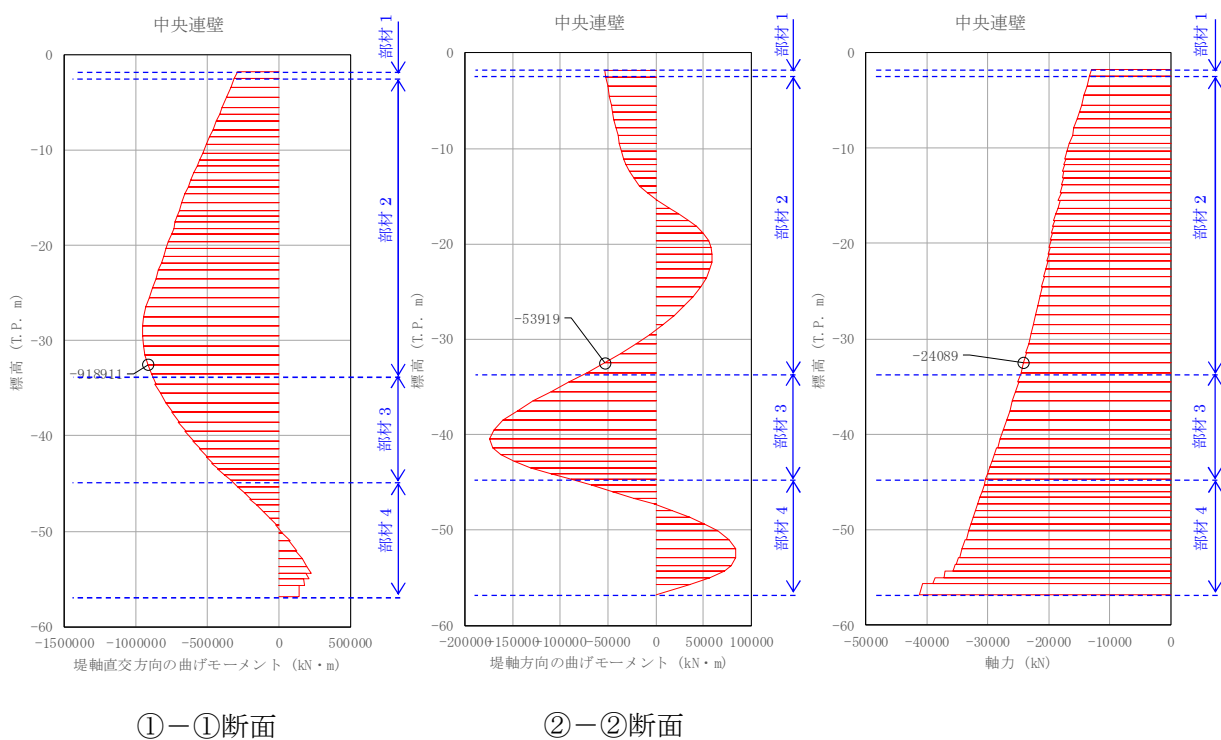 中央連壁
部材1
0
-10
-20
-30
-40
-50
-60
標高 (T.P. m)
-918911
部材2
部材3
部材4
-1500000
-1000000
-500000
0
500000
堤軸直交方向の曲げモーメント (kN・m)
①－①断面
中央連壁
部材1
0
-10
-20
-30
-40
-50
-60
標高 (T.P. m)
-53919
部材2
部材3
部材4
-200000
-150000
-100000
-50000
0
50000
100000
堤軸方向の曲げモーメント (kN・m)
②－②断面
中央連壁
部材1
0
-10
-20
-30
-40
-50
-60
標高 (T.P. m)
-24089
部材2
部材3
部材4
-50000
-40000
-30000
-20000
-10000
0
軸力 (kN)